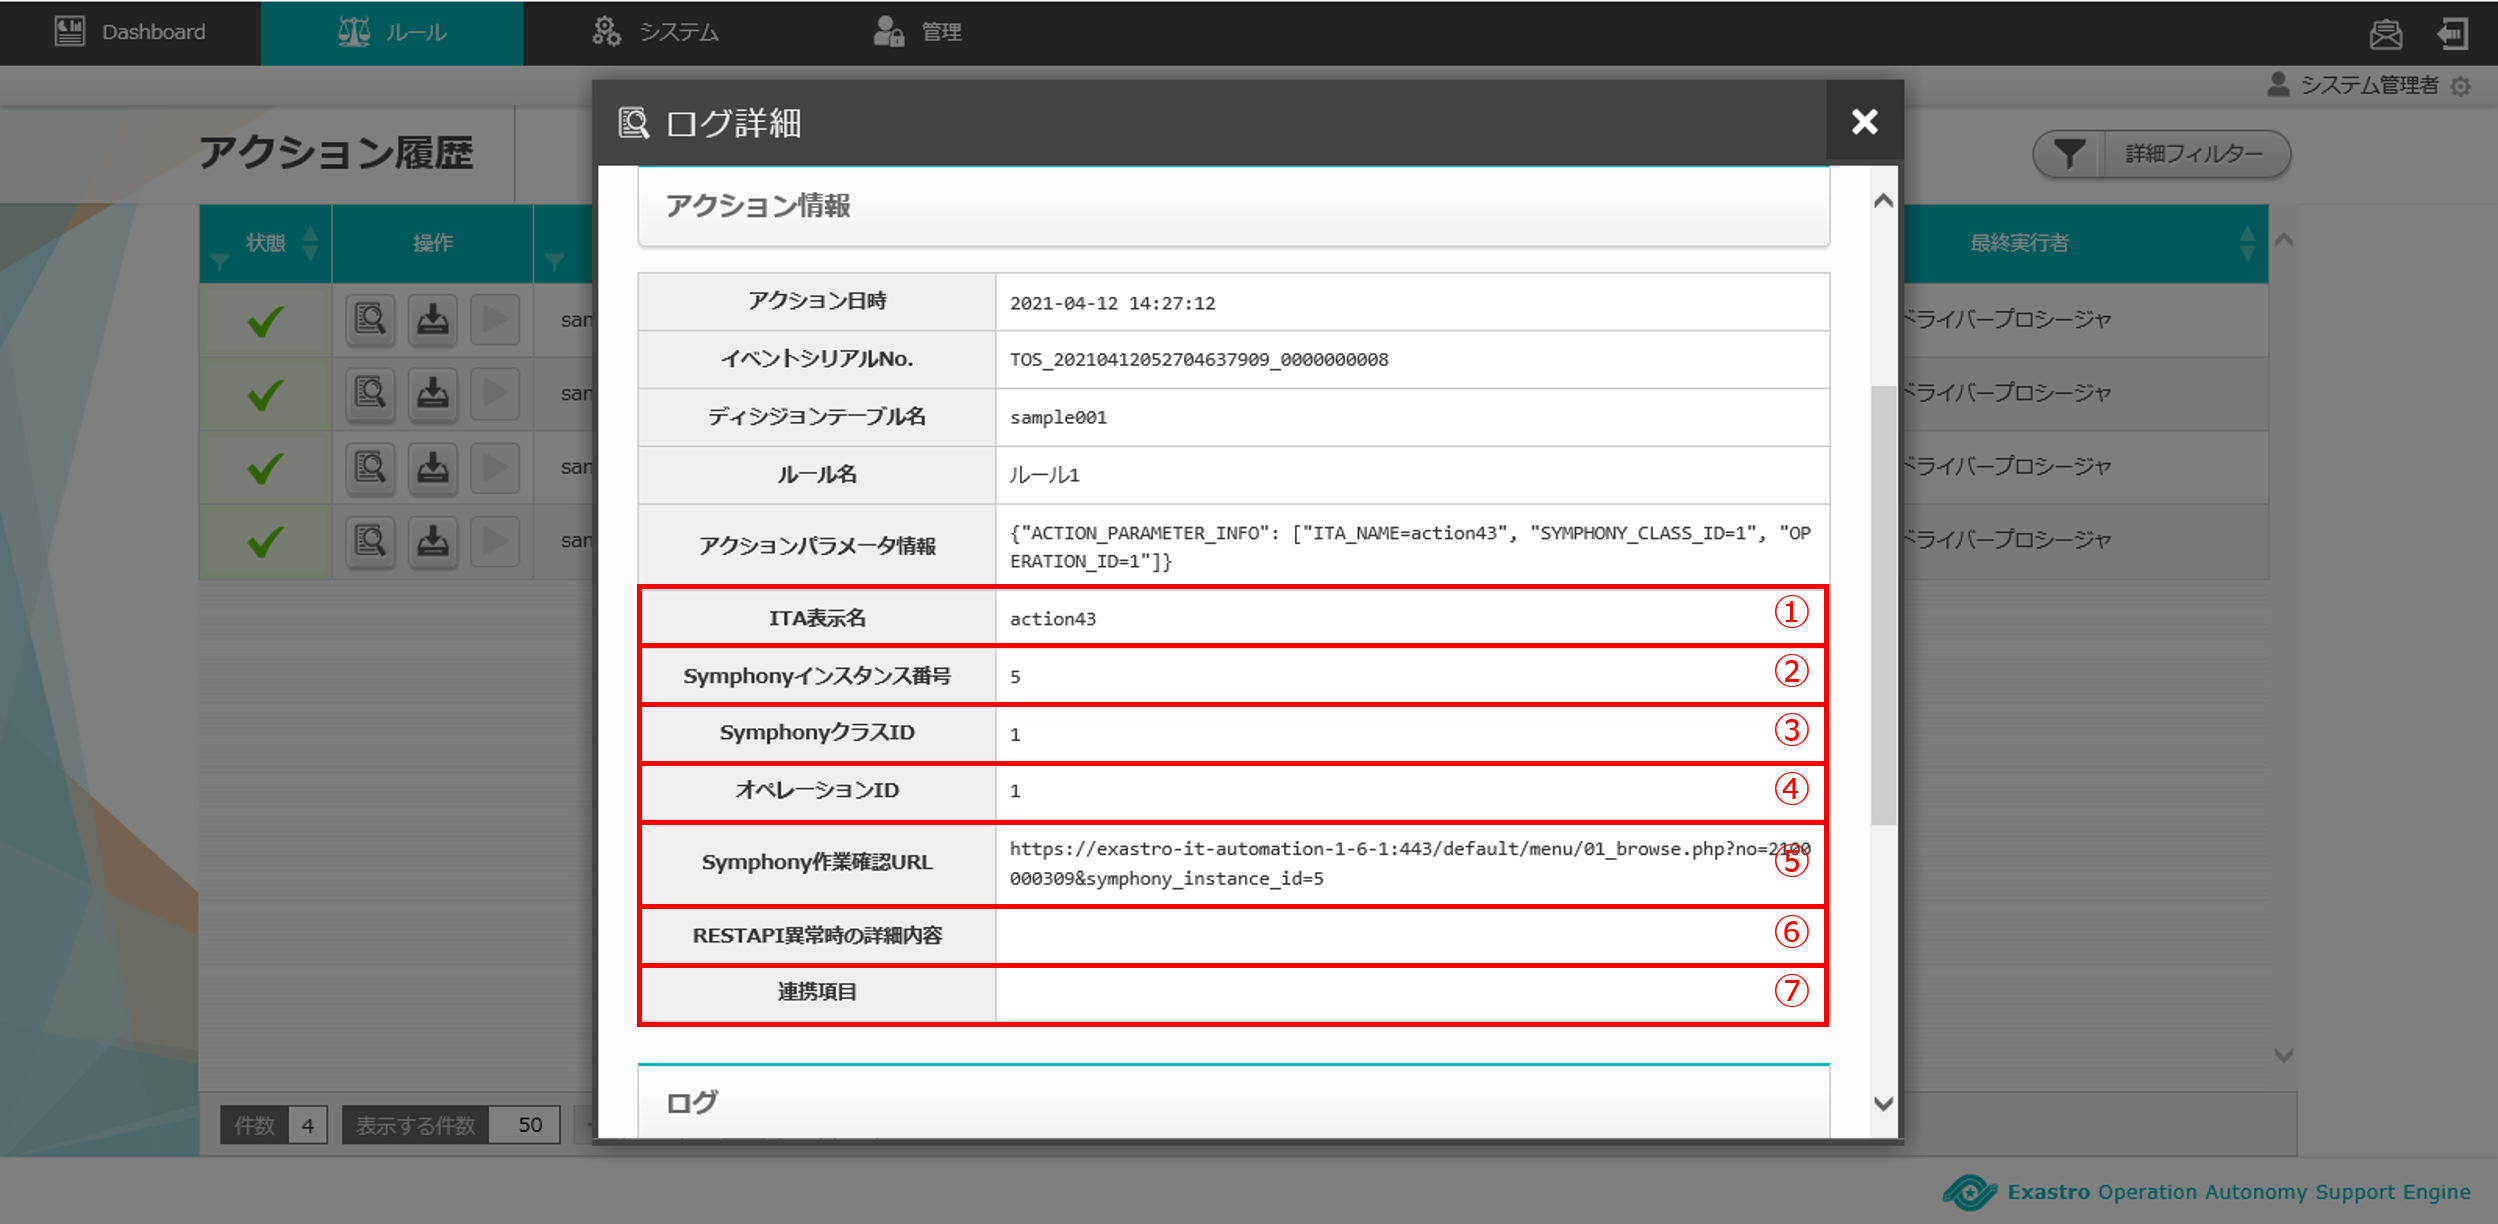 Dashboard
ルール
システム
管理
システム管理者
アクション履歴
詳細フィルター
状態
操作
最終実行者
san
ドライバープロシージャ
san
ドライバープロシージャ
san
ドライバープロシージャ
san
ドライバープロシージャ
ログ詳細
アクション情報
アクション日時 2021-04-12 14:27:12
イベントシリアルNo. TOS_20210412052704637909_0000000008
ディシジョンテーブル名 sample001
ルール名 ルール1
アクションパラメータ情報 {"ACTION_PARAMETER_INFO": ["ITA_NAME=action43", "SYMPHONY_CLASS_ID=1", "OP
ERATION_ID=1"]}
ITA表示名 action43 ①
Symphonyインスタンス番号 5 ②
SymphonyクラスID 1 ③
オペレーションID 1 ④
Symphony作業確認URL https://exastro-it-automation-1-6-1:443/default/menu/01_browse.php?no=2100
000309&symphony_instance_id=5 ⑤
RESTAPI異常時の詳細内容 ⑥
連携項目 ⑦
ログ
件数 4 表示する件数 50
Exastro Operation Autonomy Support Engine